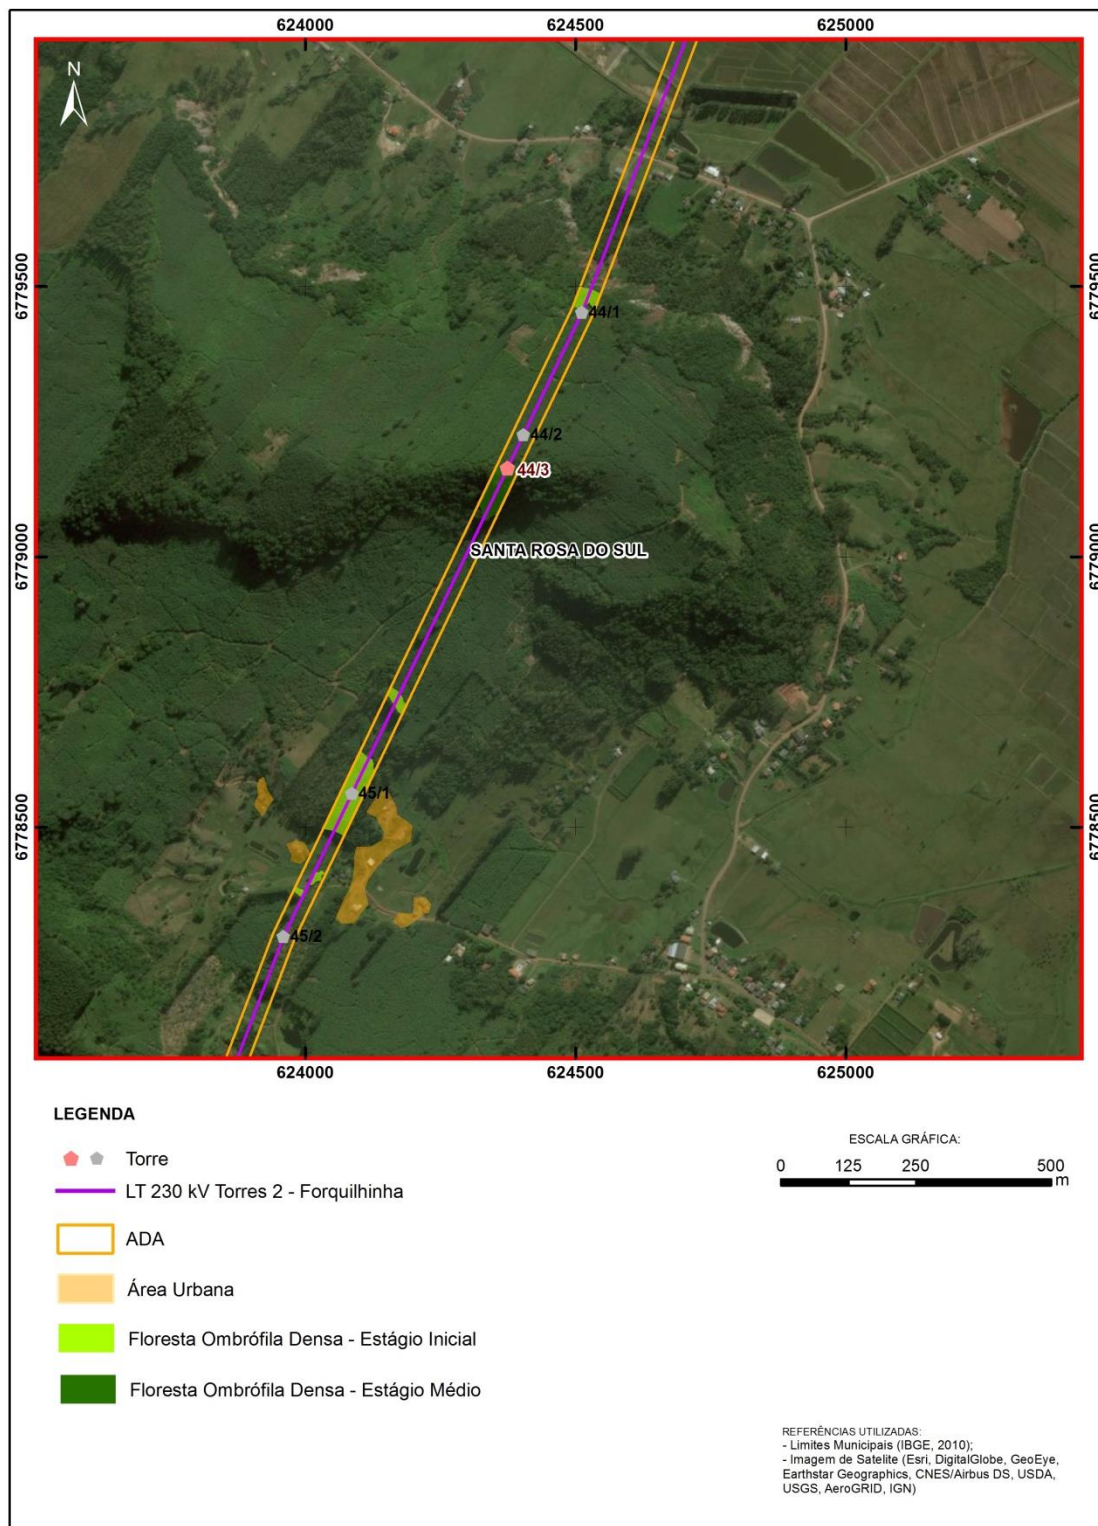 624000 624500 625000
N
6779500 6779500
44/1
44/2
44/3
6779000 6779000
SANTA ROSA DO SUL
45/1
6778500 6778500
45/2
624000 624500 625000
LEGENDA
Torre
LT 230 kV Torres 2 - Forquilhinha
ADA
Área Urbana
Floresta Ombrófila Densa - Estágio Inicial
Floresta Ombrófila Densa - Estágio Médio
ESCALA GRÁFICA:
0 125 250 500
m
REFERÊNCIAS UTILIZADAS:
- Limites Municipais (IBGE, 2010);
- Imagem de Satelite (Esri, DigitalGlobe, GeoEye,
Earthstar Geographics, CNES/Airbus DS, USDA,
USGS, AeroGRID, IGN)